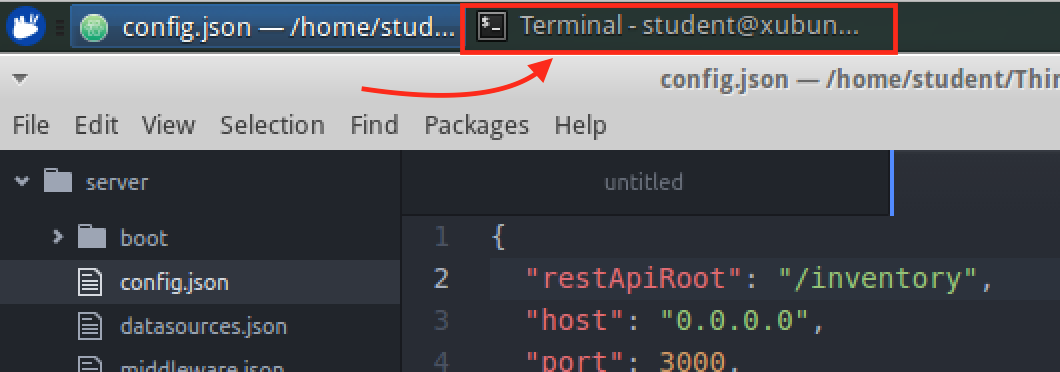 config.json — /home/stud...
Terminal - student@xubun...
config.json — /home/student/Thin
File Edit View Selection Find Packages Help
server
untitled
boot
config.json
datasources.json
middleware.json
1 {
2 "restApiRoot": "/inventory",
3 "host": "0.0.0.0",
4 "port": 3000,